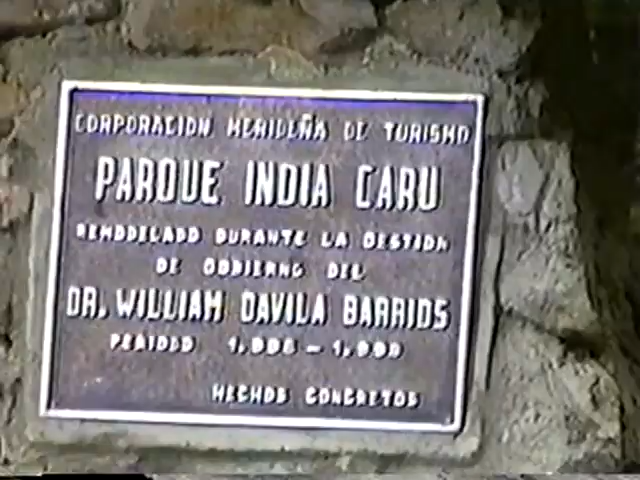 CORPORACION MERIDEÑA DE TURISMO
PARQUE INDIA CARU
REMODELADO DURANTE LA GESTION
DE GOBIERNO DEL
DR. WILLIAM DAVILA BARRIOS
PERIODO
HECHOS CONCRETOS